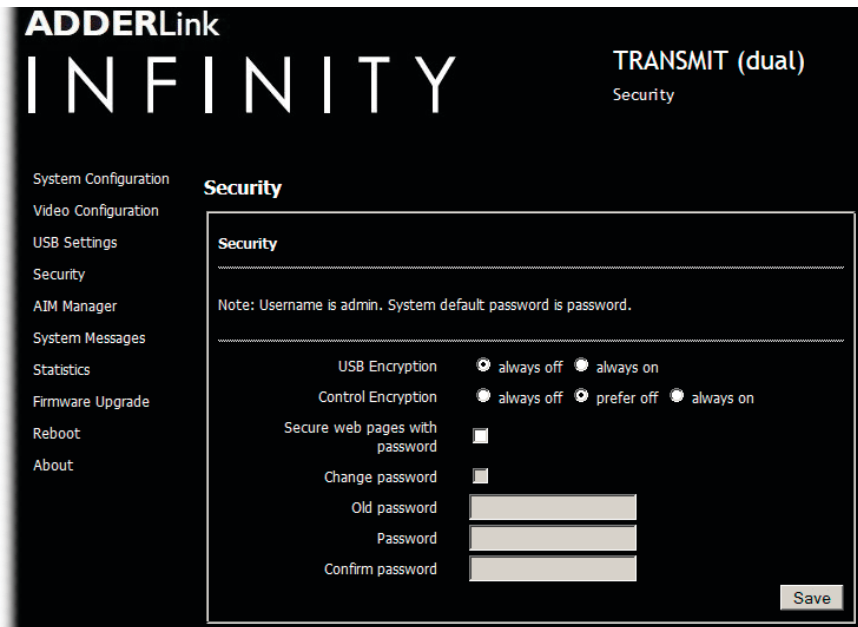 ADDERLink
INFINITY
TRANSMIT (dual)
Security
System Configuration
Video Configuration
USB Settings
Security
AIM Manager
System Messages
Statistics
Firmware Upgrade
Reboot
About
Security
Security
Note: Username is admin. System default password is password.
USB Encryption always off always on
Control Encryption always off prefer off always on
Secure web pages with
password
Change password
Old password
Password
Confirm password
Save